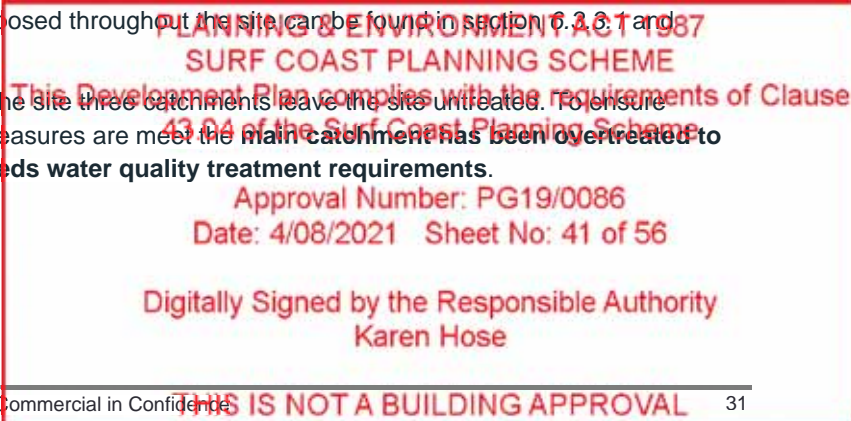 posed throughout the site can be found in section 6.3.3.1 and
PLANNING & ENVIRONMENT ACT 1987
SURF COAST PLANNING SCHEME
This Development Plan complies with the requirements of Clause
he site three catchments leave the site untreated. To ensure
43.04 of the Surf Coast Planning Scheme
easures are meet the main catchment has been overtreated to
eds water quality treatment requirements.
Approval Number: PG19/0086
Date: 4/08/2021 Sheet No: 41 of 56
Digitally Signed by the Responsible Authority
Karen Hose
Commercial in Confidence
THIS IS NOT A BUILDING APPROVAL
31